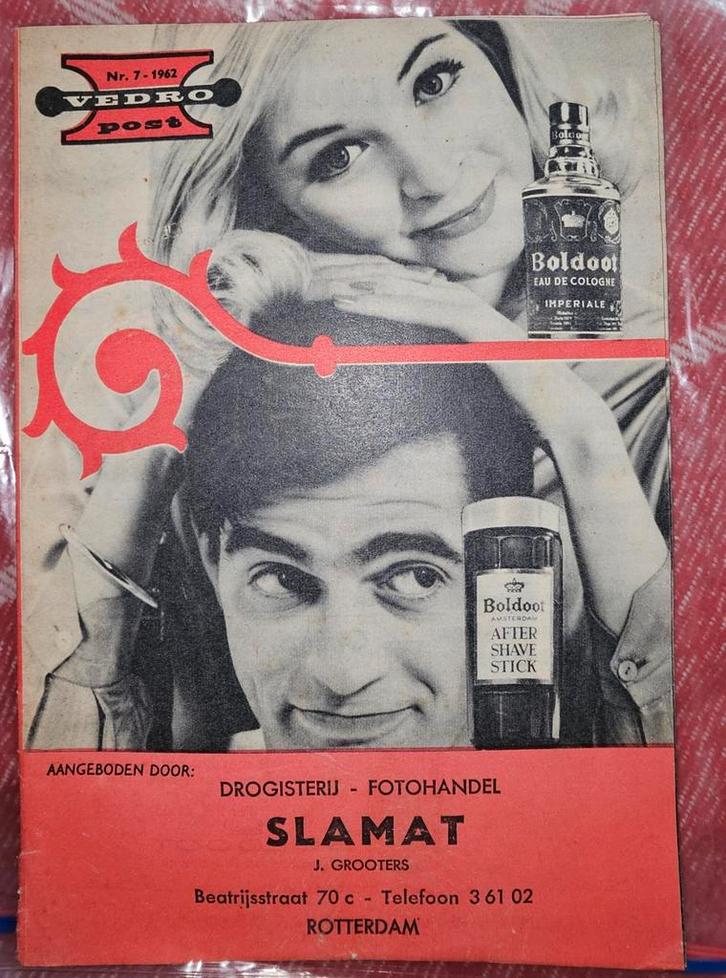 Nr. 7 - 1962
VEDRO
post
Boldoot
Boldoot
EAU DE COLOGNE
IMPERIALE
Boldoot
AMSTERDAM
AFTER
SHAVE
STICK
AANGEBODEN DOOR:
DROGISTERIJ - FOTOHANDEL
SLAMAT
J. GROOTERS
Beatrijsstraat 70 c - Telefoon 3 61 02
ROTTERDAM